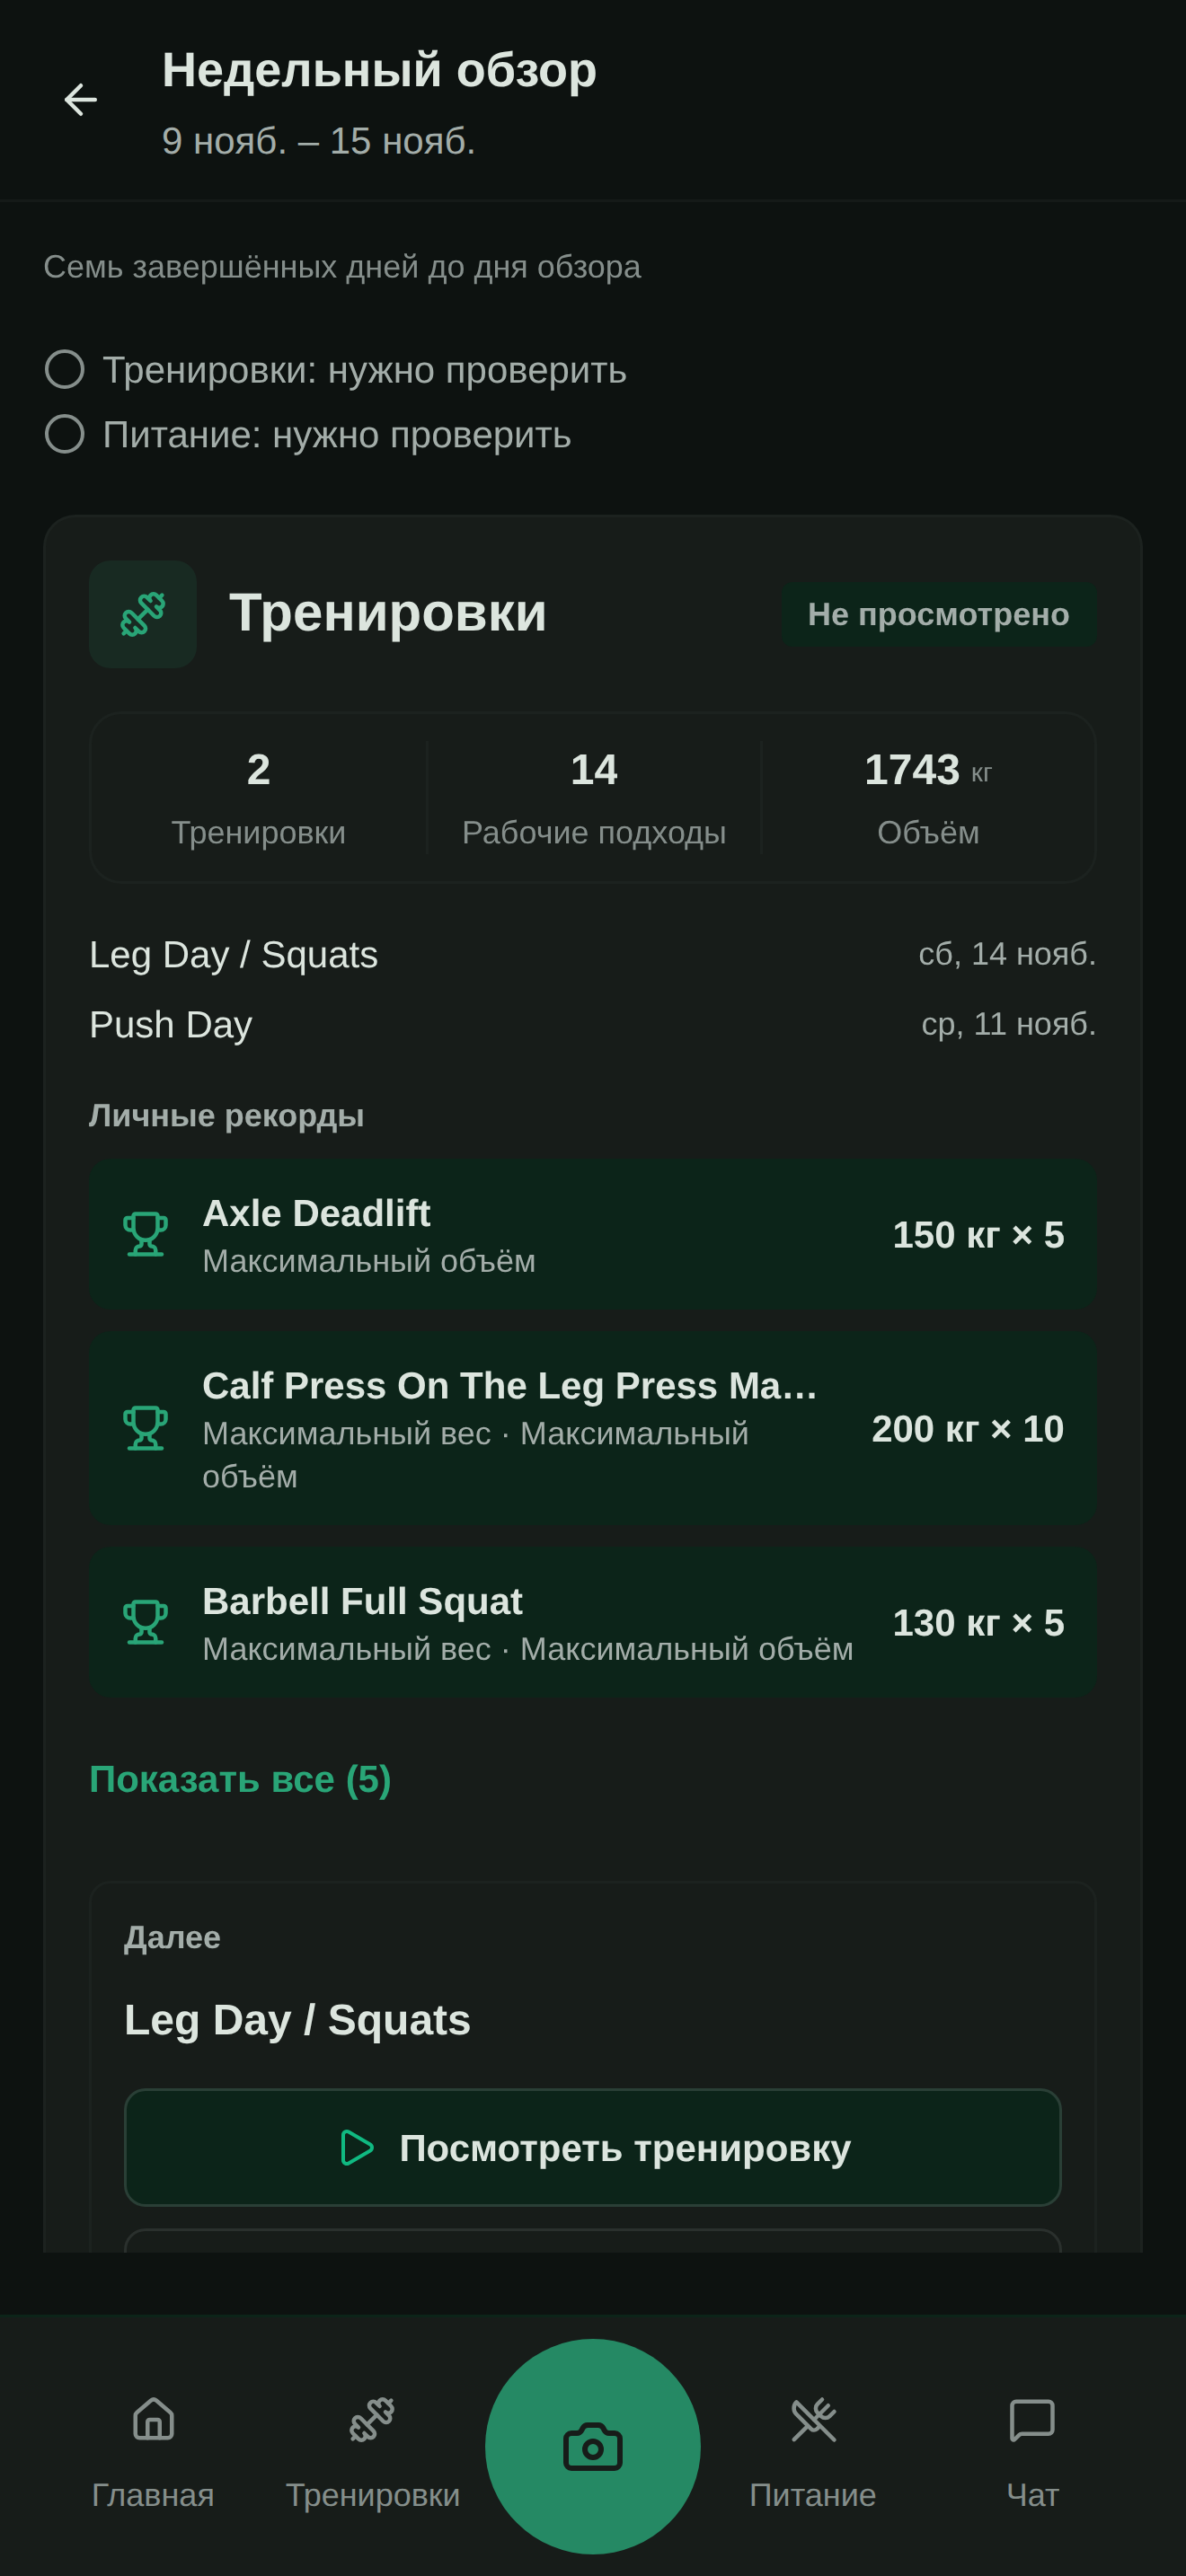 Недельный обзор
9 нояб. – 15 нояб.
Семь завершённых дней до дня обзора
Тренировки: нужно проверить
Питание: нужно проверить
Тренировки
Не просмотрено
2
Тренировки
14
Рабочие подходы
1743 кг
Объём
Leg Day / Squats
сб, 14 нояб.
Push Day
ср, 11 нояб.
Личные рекорды
Axle Deadlift
Максимальный объём
150 кг × 5
Calf Press On The Leg Press Ma…
Максимальный вес · Максимальный
объём
200 кг × 10
Barbell Full Squat
Максимальный вес · Максимальный объём
130 кг × 5
Показать все (5)
Далее
Leg Day / Squats
Посмотреть тренировку
Главная
Тренировки
Питание
Чат